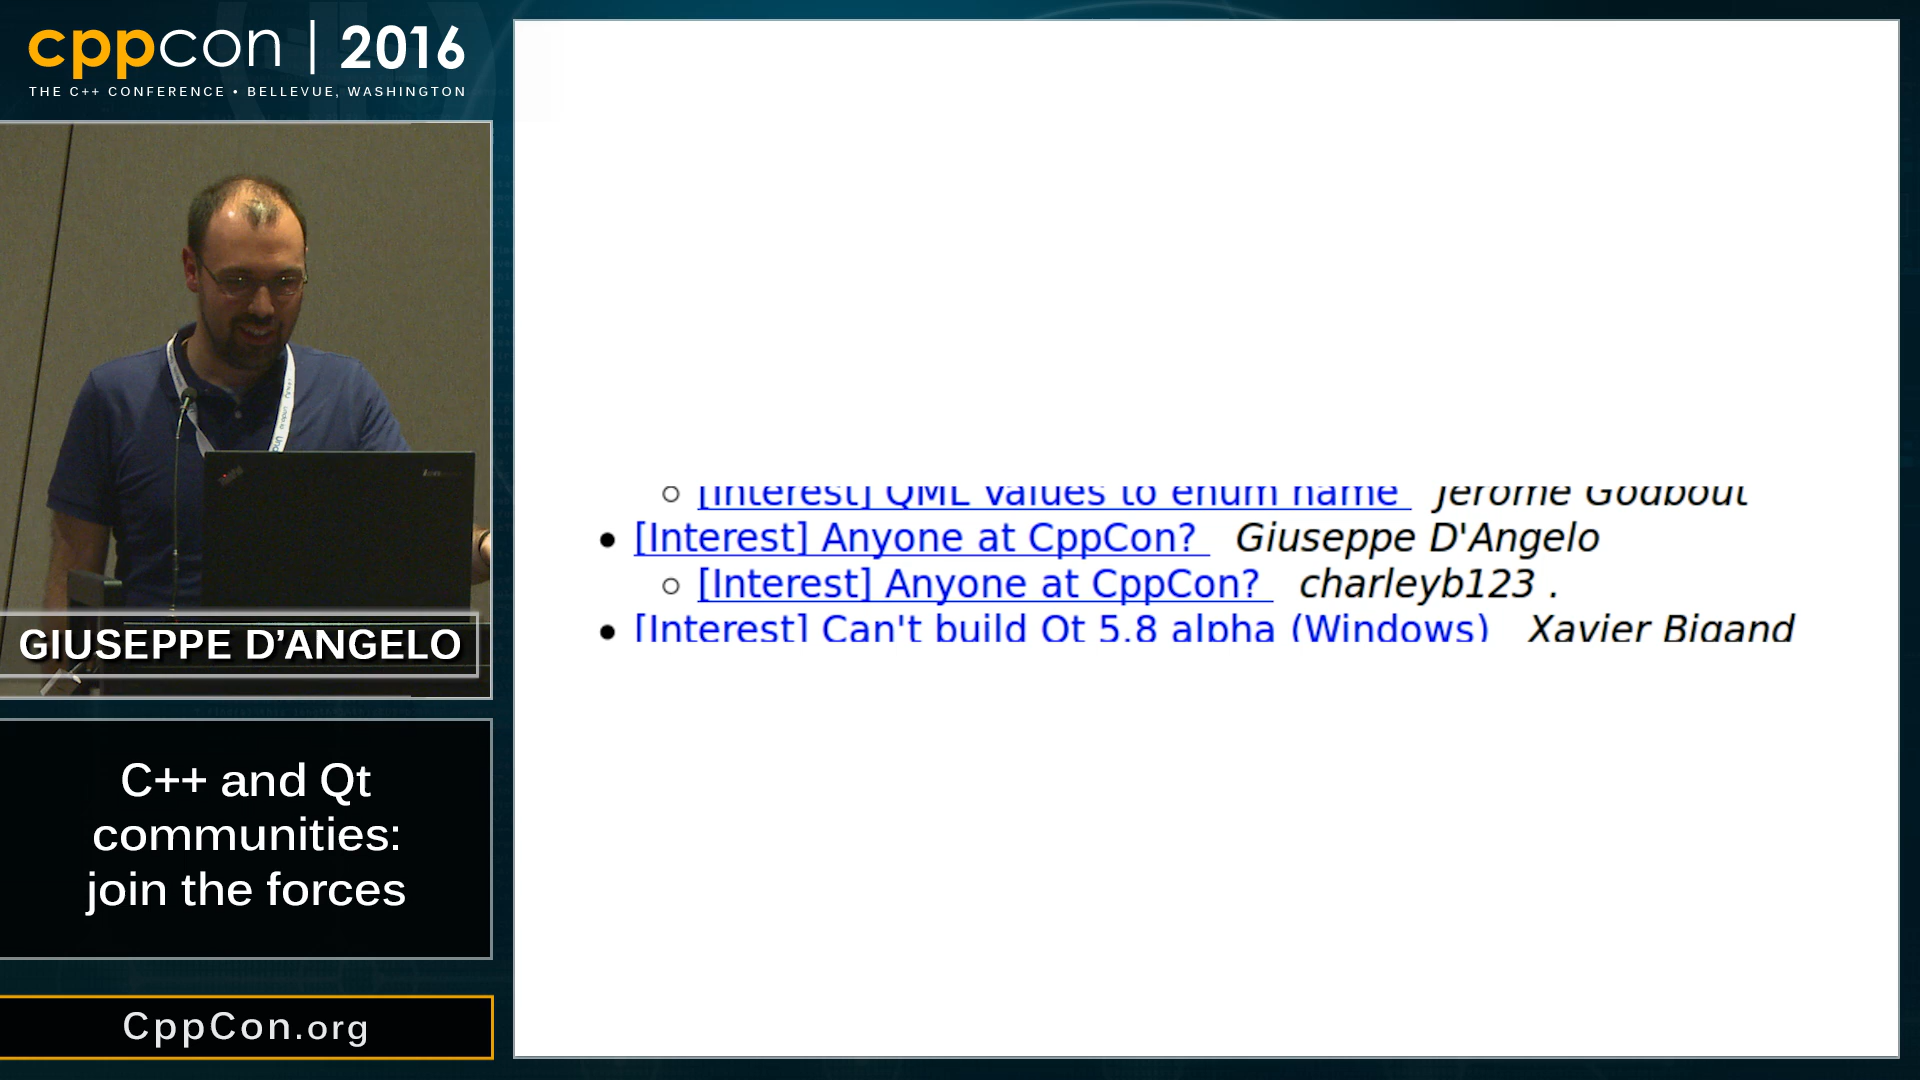 cppcon | 2016
THE C++ CONFERENCE • BELLEVUE, WASHINGTON
GIUSEPPE D'ANGELO
C++ and Qt
communities:
join the forces
CppCon.org
[Interest] QML values to enum name Jerome Godbout
[Interest] Anyone at CppCon? Giuseppe D'Angelo
[Interest] Anyone at CppCon? charleyb123 .
[Interest] Can't build Qt 5.8 alpha (Windows) Xavier Bigand